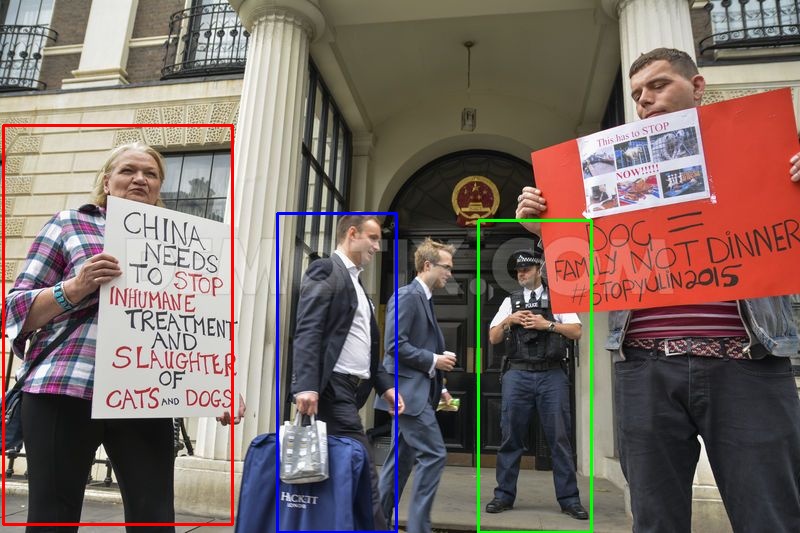 CHINA
NEEDS
TO STOP
INHUMANE
TREATMENT
AND
SLAUGHTER
OF
CATS AND DOGS
This has to STOP
NOW!!!!!
DOG =
FAMILY NOT DINNER
#STOPYULIN2015
POLICE
HACKETT
LONDON
.COM